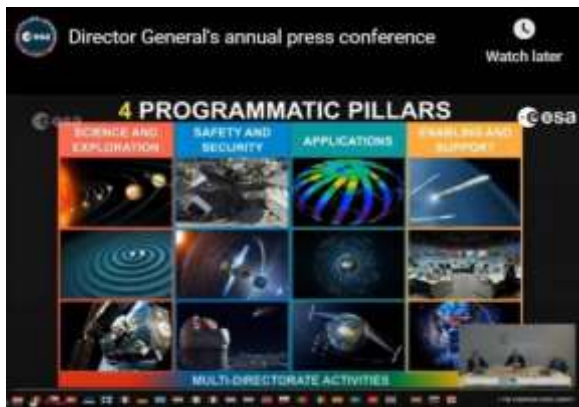 esa
Director General's annual press conference
Watch later
4 PROGRAMMATIC PILLARS
esa
esa
SCIENCE AND
EXPLORATION
SAFETY AND
SECURITY
APPLICATIONS
ENABLING AND
SUPPORT
MULTI-DIRECTORATE ACTIVITIES